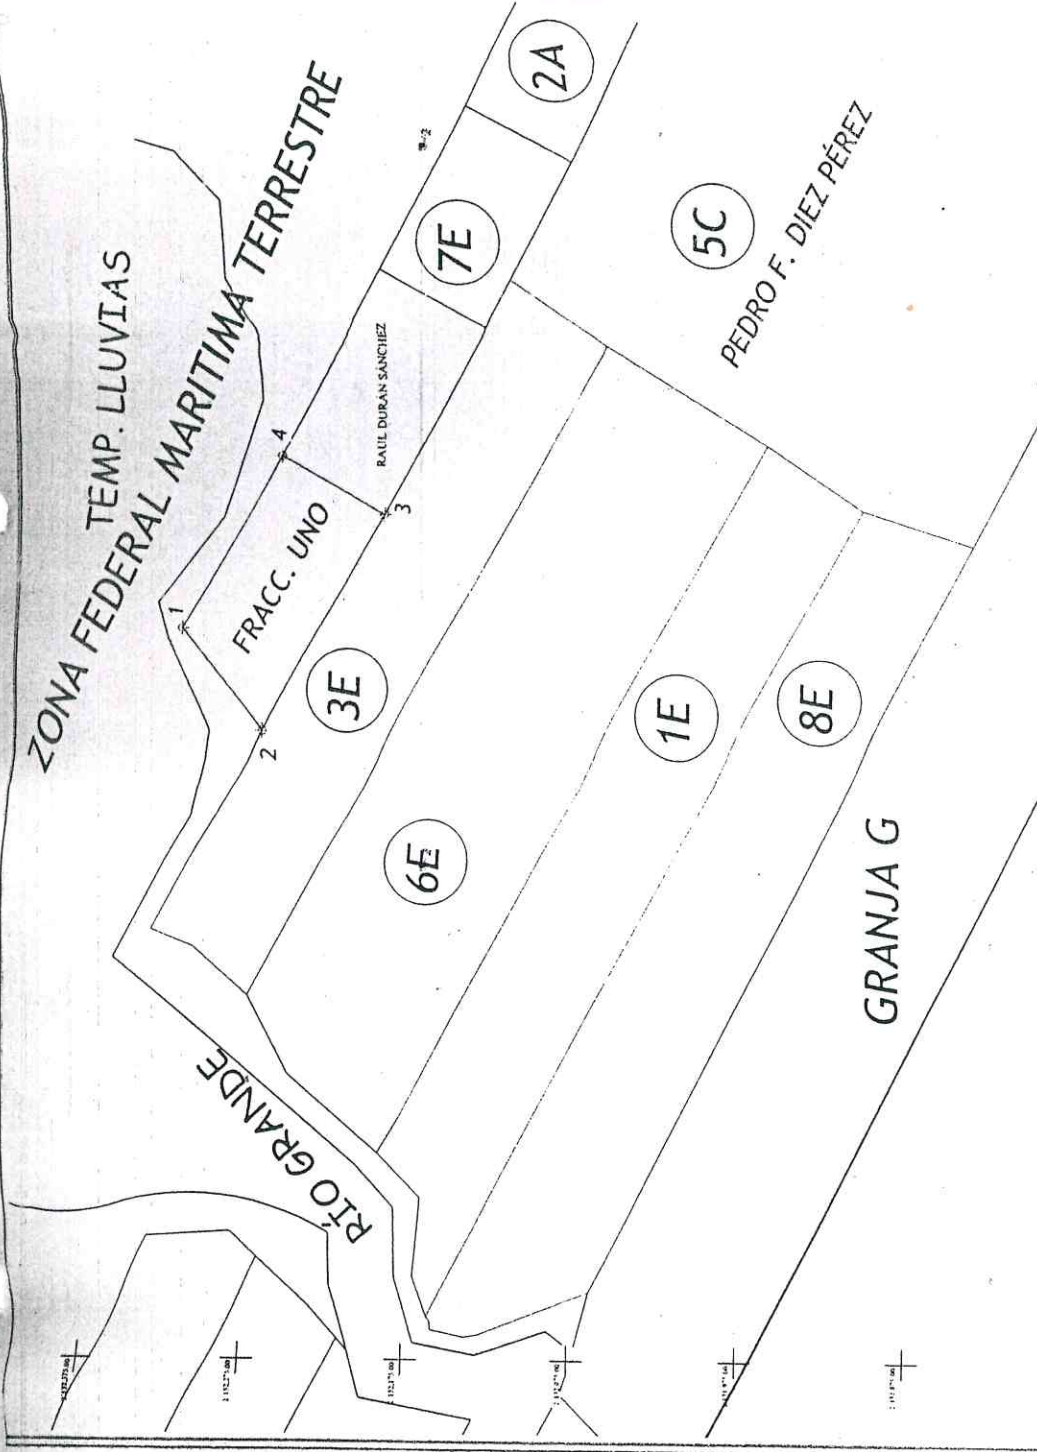 ZONA FEDERAL MARITIMA TERRESTRE
TEMP. LLUVIAS
RÍO GRANDE
1
2
3
4
FRACC. UNO
RAUL DURÁN SÁNCHEZ
3E
7E
2A
6E
1E
8E
5C
PEDRO F. DIEZ PÉREZ
GRANJA G